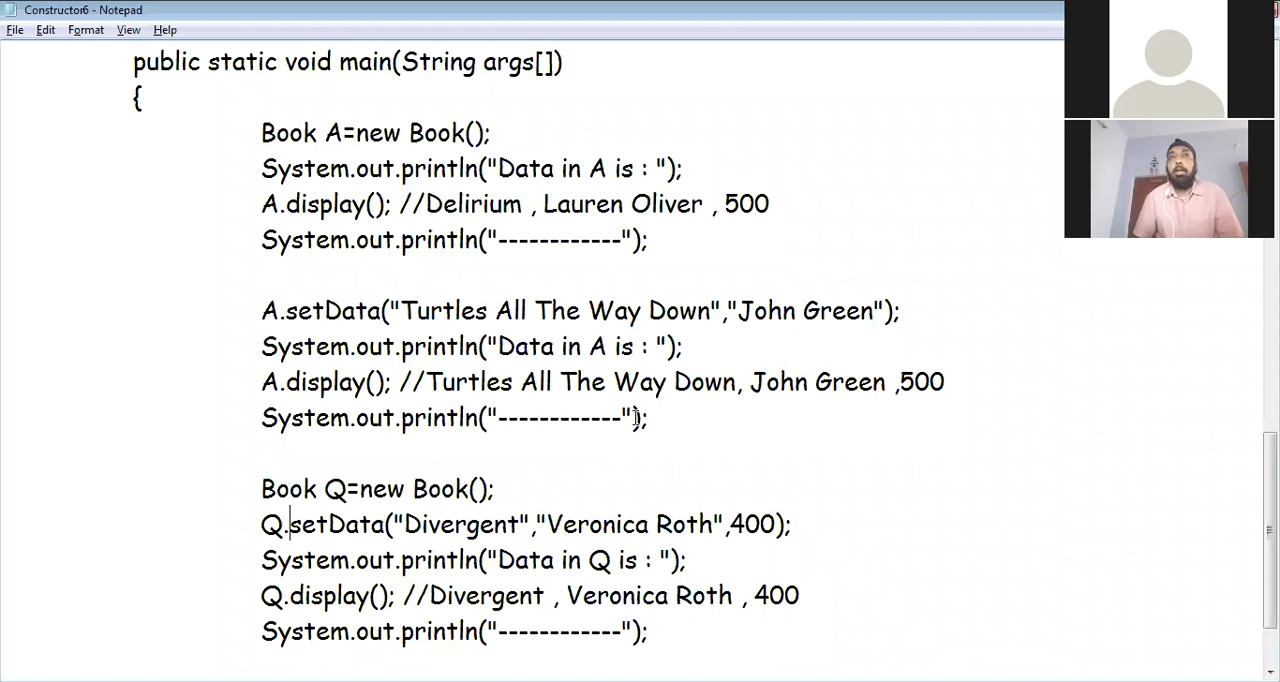 Constructor6 - Notepad
File Edit Format View Help
public static void main(String args[])
{
Book A=new Book();
System.out.println("Data in A is : ");
A.display(); //Delirium , Lauren Oliver , 500
System.out.println("------------");
A.setData("Turtles All The Way Down","John Green");
System.out.println("Data in A is : ");
A.display(); //Turtles All The Way Down, John Green ,500
System.out.println("------------");
Book Q=new Book();
Q.setData("Divergent","Veronica Roth",400);
System.out.println("Data in Q is : ");
Q.display(); //Divergent , Veronica Roth , 400
System.out.println("------------");